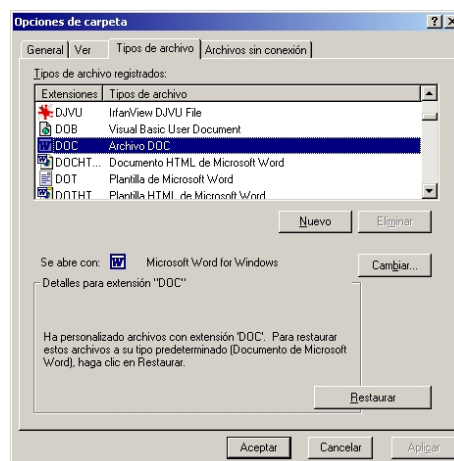 Opciones de carpeta
General Ver Tipos de archivo Archivos sin conexión
Tipos de archivo registrados:
Extensiones Tipos de archivo
DJVU IrfanView DJVU File
DOB Visual Basic User Document
DOC Archivo DOC
DOCHT... Documento HTML de Microsoft Word
DOT Plantilla de Microsoft Word
DOTHT... Plantilla HTML de Microsoft Word
Nuevo Eliminar
Se abre con: Microsoft Word for Windows Cambiar...
Detalles para extensión "DOC"
Ha personalizado archivos con extensión 'DOC'. Para restaurar
estos archivos a su tipo predeterminado (Documento de Microsoft
Word), haga clic en Restaurar.
Restaurar
Aceptar Cancelar Aplicar